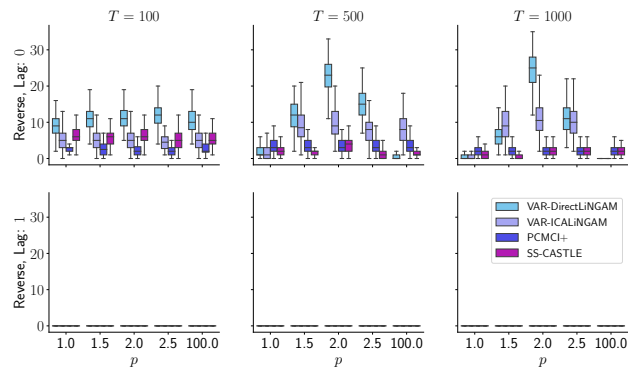 T = 100 T = 500 T = 1000
Reverse, Lag: 0
30
20
10
0
Reverse, Lag: 1
30
20
10
0
VAR-DirectLiNGAM
VAR-ICALiNGAM
PCMCI+
SS-CASTLE
1.0 1.5 2.0 2.5 100.0 1.0 1.5 2.0 2.5 100.0 1.0 1.5 2.0 2.5 100.0
p p p